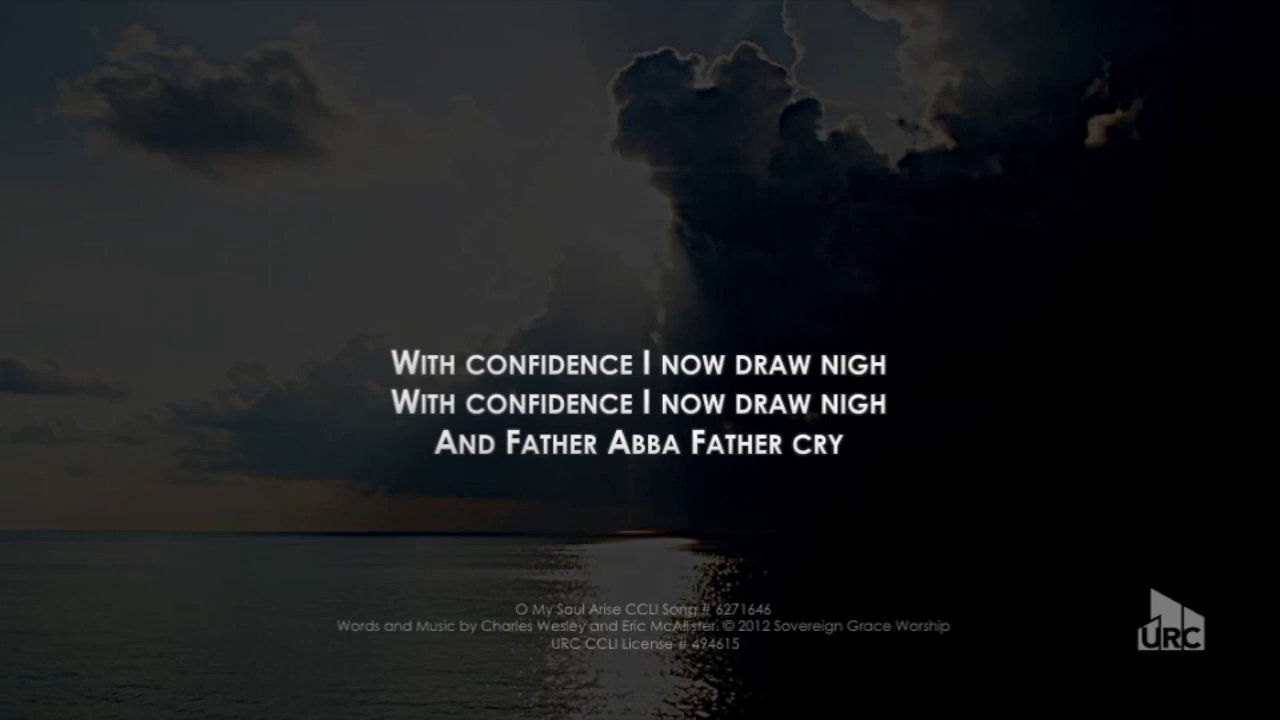 With confidence I now draw nigh
With confidence I now draw nigh
And Father Abba Father cry
O My Soul Arise CCLI Song # 6271646
Words and Music by Charles Wesley and Eric McAllister. © 2012 Sovereign Grace Worship
URC CCLI License # 494615
URC